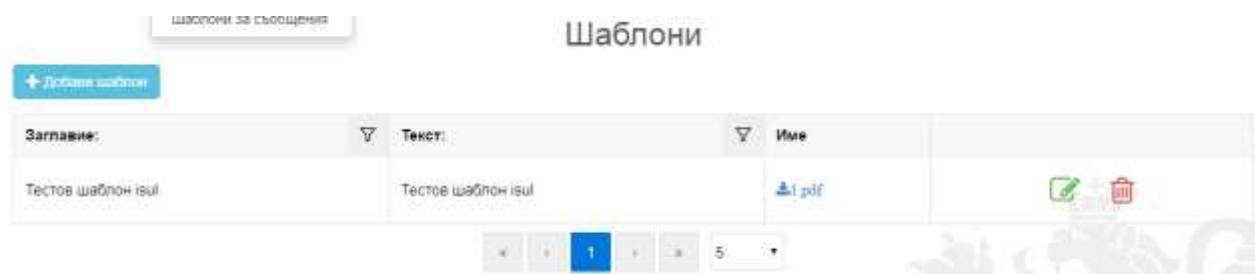 Шаблони за съобщения
Шаблони
Добави шаблон
Заглавие: Текст: Име
Тестов шаблон isul Тестов шаблон isul 1.pdf
« ‹ 1 › » 5